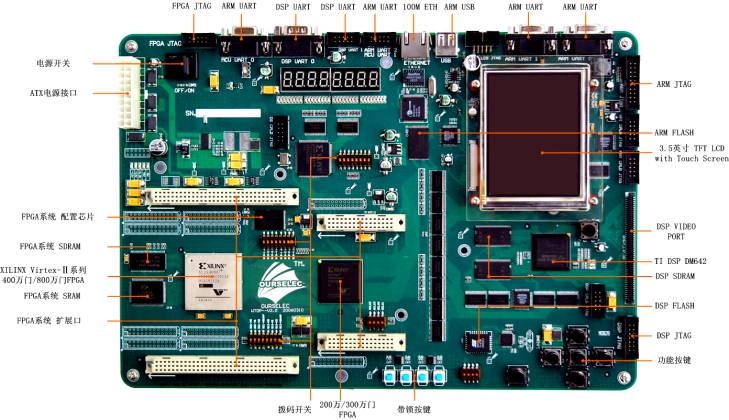 FPGA JTAG
ARM UART
DSP UART
DSP UART
ARM UART
100M ETH
ARM USB
ARM UART
ARM UART
FPGA JTAG
MCU UART 0
DSP UART 0
ETHERNET
USB
ARM UART 1
ARM UART
电源开关
OFF/ON
ATX电源接口
ARM JTAG
ARM FLASH
3.5英寸 TFT LCD
with Touch Screen
FPGA系统 配置芯片
FPGA系统 SDRAM
XILINX Virtex-Ⅱ系列
400万门/800万门FPGA
FPGA系统 SRAM
FPGA系统 扩展口
XILINX
TM
OURSELEC
OURSELEC
XILINX
DSP VIDEO
PORT
TI DSP DM642
DSP SDRAM
DSP FLASH
DSP JTAG
功能按键
拨码开关
200万/300万门
FPGA
带锁按键